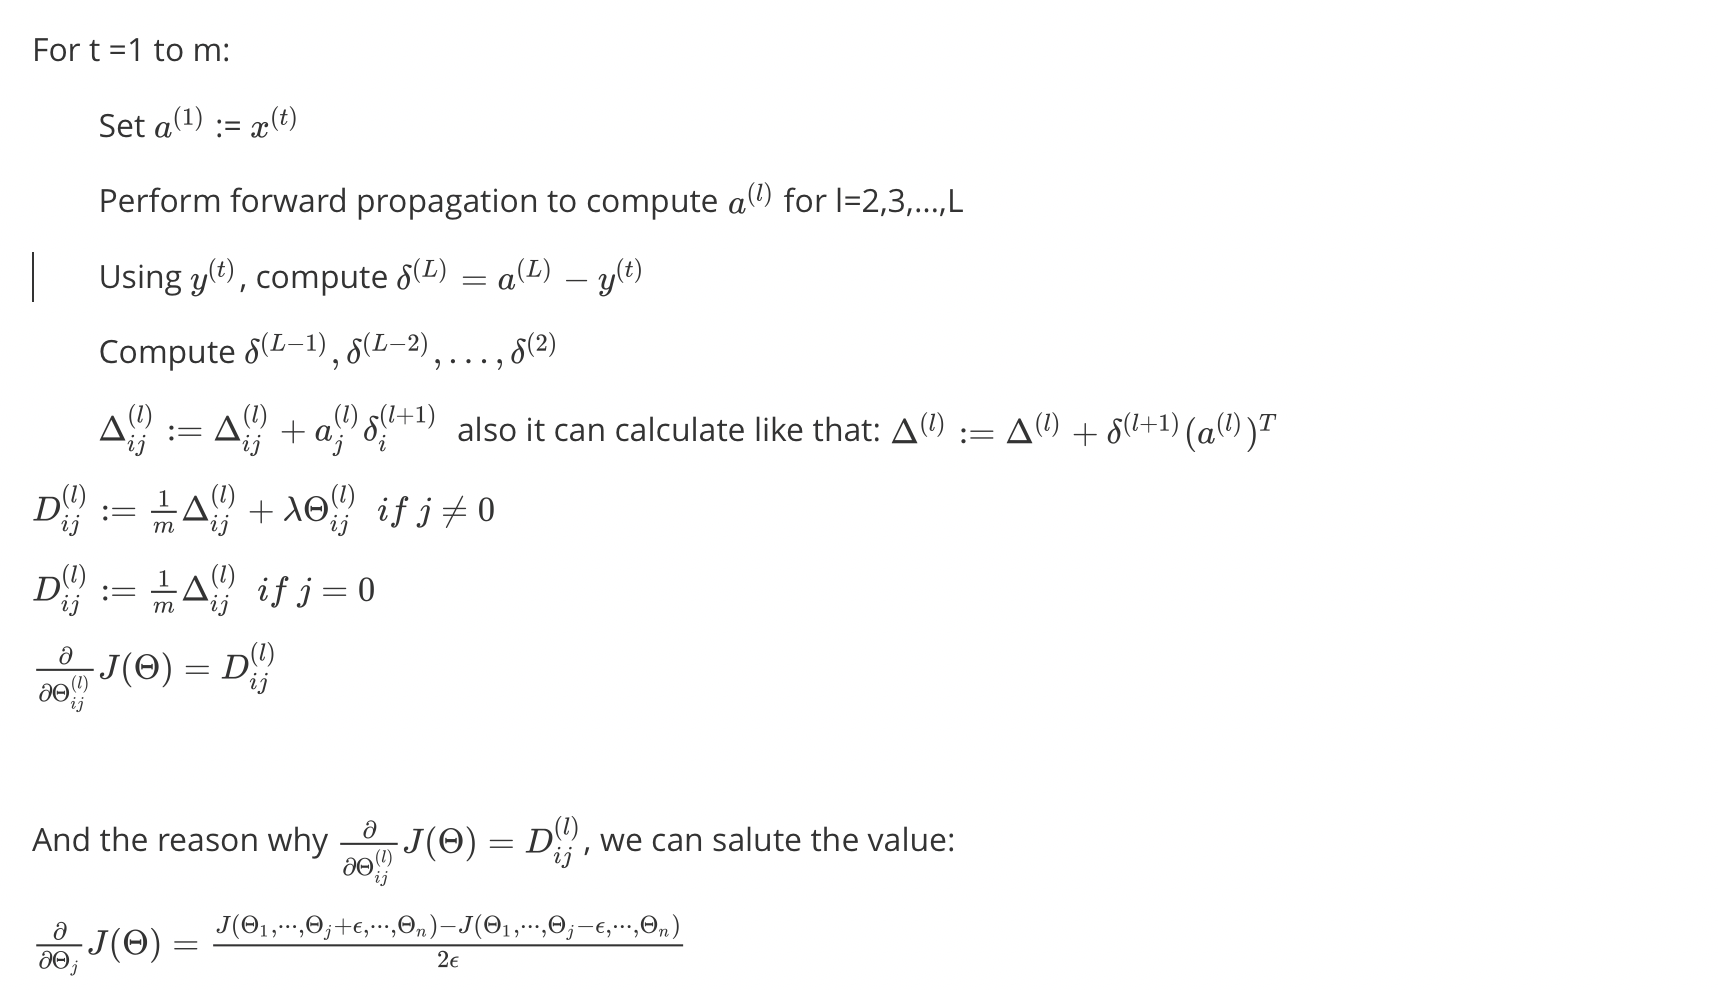 For t =1 to m:
Set $a^{(1)} := x^{(t)}$
Perform forward propagation to compute $a^{(l)}$ for l=2,3,...,L
Using $y^{(t)}$, compute $\delta^{(L)} = a^{(L)} - y^{(t)}$
Compute $\delta^{(L-1)}, \delta^{(L-2)}, \ldots, \delta^{(2)}$
$\Delta_{ij}^{(l)} := \Delta_{ij}^{(l)} + a_j^{(l)} \delta_i^{(l+1)}$ also it can calculate like that: $\Delta^{(l)} := \Delta^{(l)} + \delta^{(l+1)} (a^{(l)})^T$
$D_{ij}^{(l)} := \frac{1}{m} \Delta_{ij}^{(l)} + \lambda \Theta_{ij}^{(l)} \ \ if \ j \neq 0$
$D_{ij}^{(l)} := \frac{1}{m} \Delta_{ij}^{(l)} \ \ if \ j = 0$
$\frac{\partial}{\partial \Theta_{ij}^{(l)}} J(\Theta) = D_{ij}^{(l)}$
And the reason why $\frac{\partial}{\partial \Theta_{ij}^{(l)}} J(\Theta) = D_{ij}^{(l)}$, we can salute the value:
$\frac{\partial}{\partial \Theta_j} J(\Theta) = \frac{J(\Theta_1, \cdots, \Theta_j + \epsilon, \cdots, \Theta_n) - J(\Theta_1, \cdots, \Theta_j - \epsilon, \cdots, \Theta_n)}{2\epsilon}$